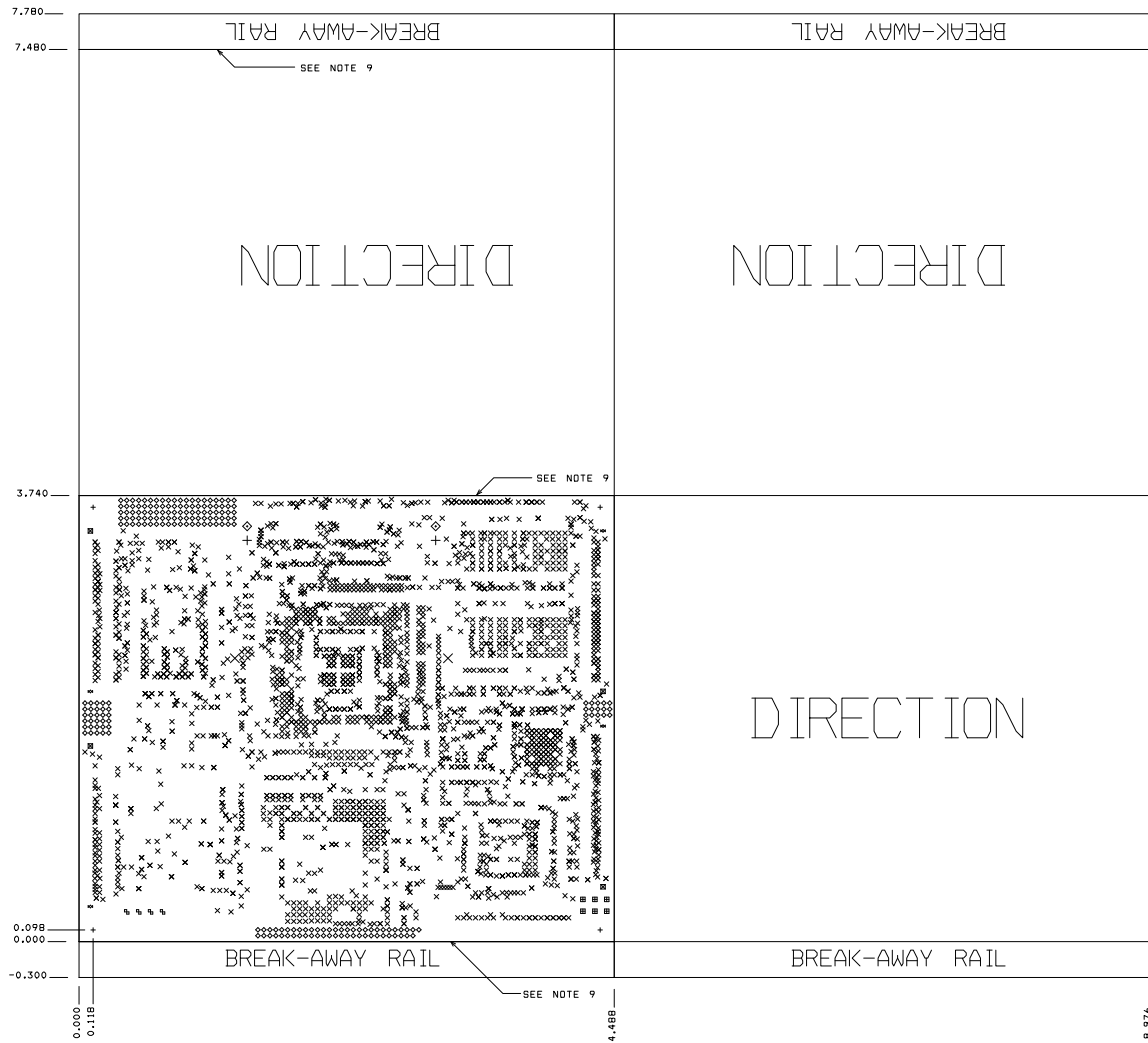 7.780
BREAK-AWAY RAIL
BREAK-AWAY RAIL
7.480
SEE NOTE 9
DIRECTION
DIRECTION
SEE NOTE 9
3.740
DIRECTION
0.098
0.000
BREAK-AWAY RAIL
BREAK-AWAY RAIL
-0.300
SEE NOTE 9
0.000
0.118
4.488